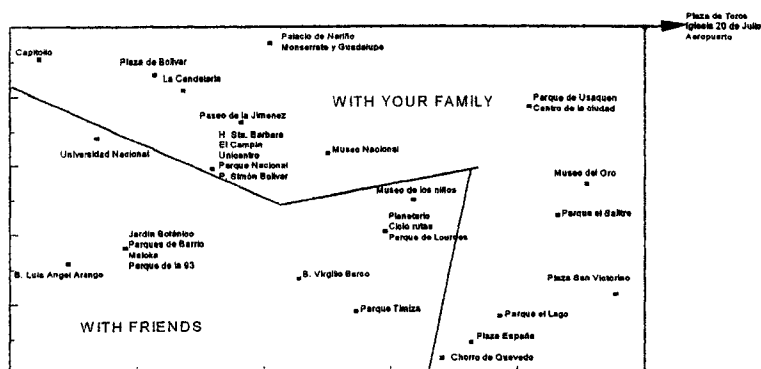 Plaza de Toros
Iglesia 20 de Julio
Aeropuerto
Palacio de Nariño
Monserrate y Guadalupe
Capitolio
Plaza de Bolivar
La Candelaria
WITH YOUR FAMILY
Parque de Usaquen
Centro de la ciudad
Paseo de la Jimenez
H Sta. Barbara
El Campin
Unicentro
Parque Nacional
P. Simón Bolivar
Universidad Nacional
Museo Nacional
Museo del Oro
Museo de los niños
Planetario
Ciclo rutas
Parque de Lourdes
Parque el Salitre
Jardin Botánico
Parques de Barrio
Maloka
Parque de la 93
B. Luis Angel Arango
B. Virgilio Barco
Plaza San Victorino
Parque Timiza
Parque el Lago
WITH FRIENDS
Plaza España
Chorro de Quevedo